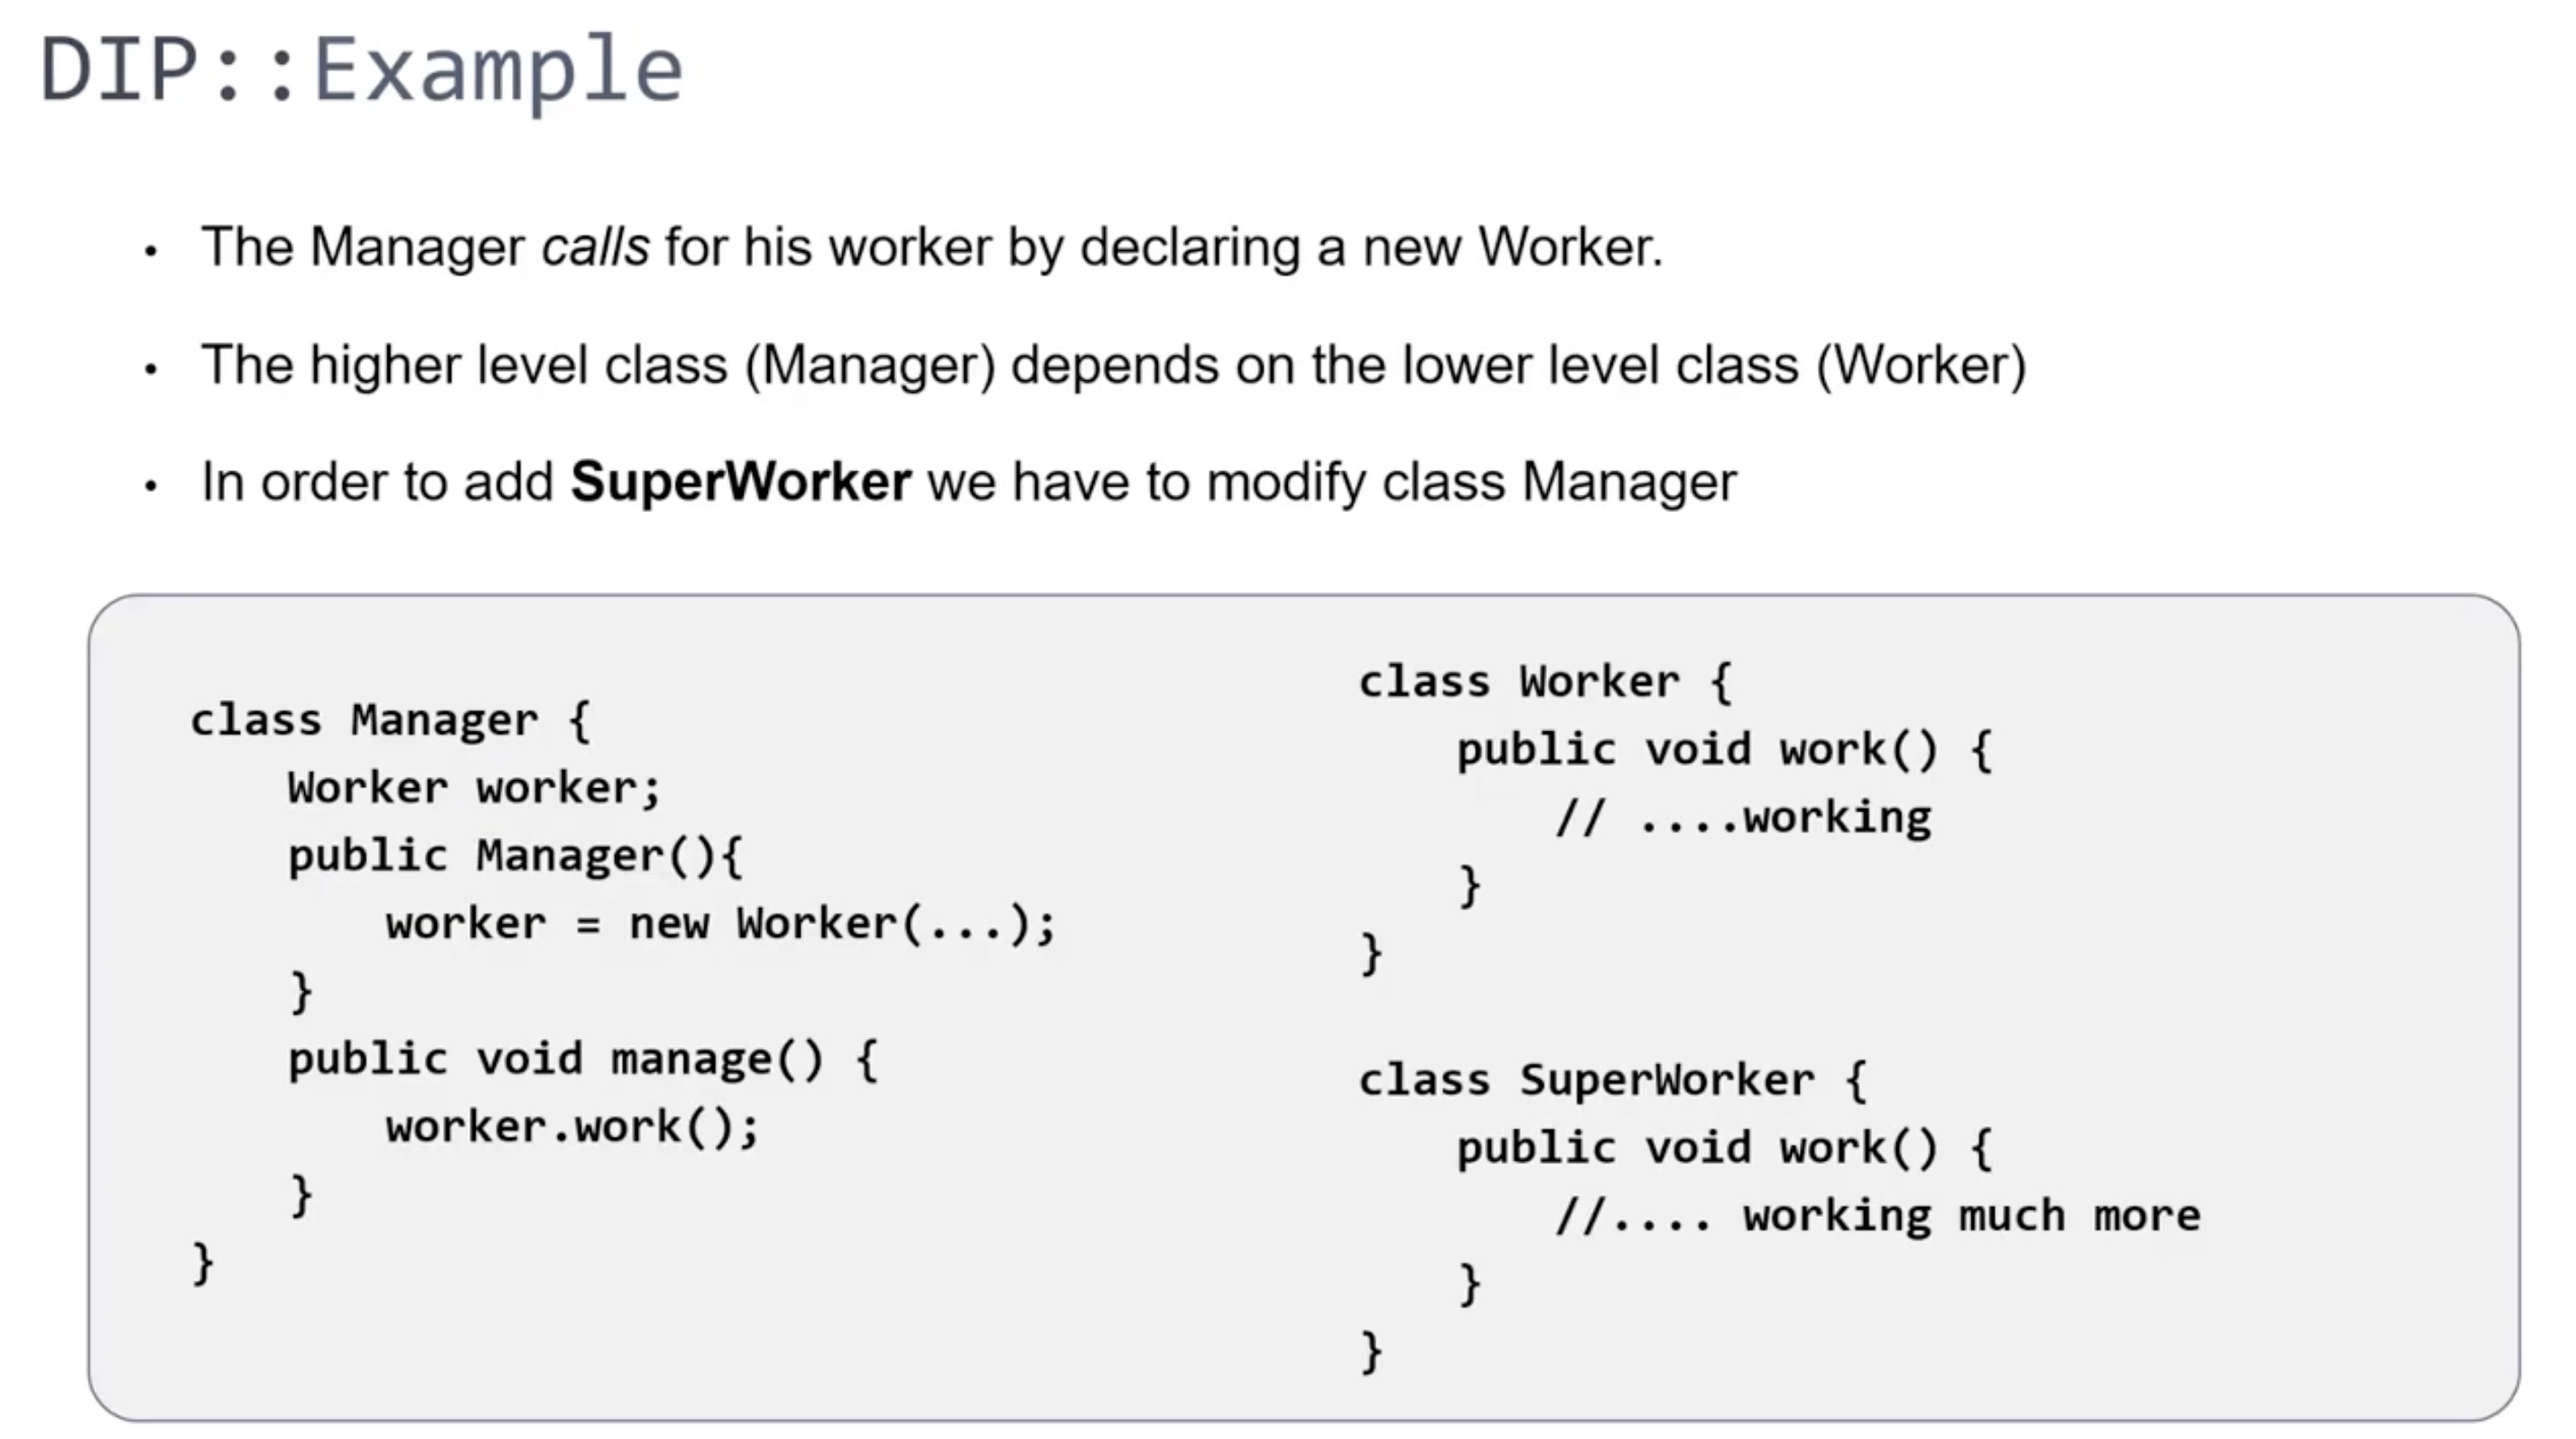 DIP::Example
• The Manager calls for his worker by declaring a new Worker.
• The higher level class (Manager) depends on the lower level class (Worker)
• In order to add SuperWorker we have to modify class Manager
class Manager {
Worker worker;
public Manager(){
worker = new Worker(...);
}
public void manage() {
worker.work();
}
}
class Worker {
public void work() {
// ....working
}
}
class SuperWorker {
public void work() {
//.... working much more
}
}